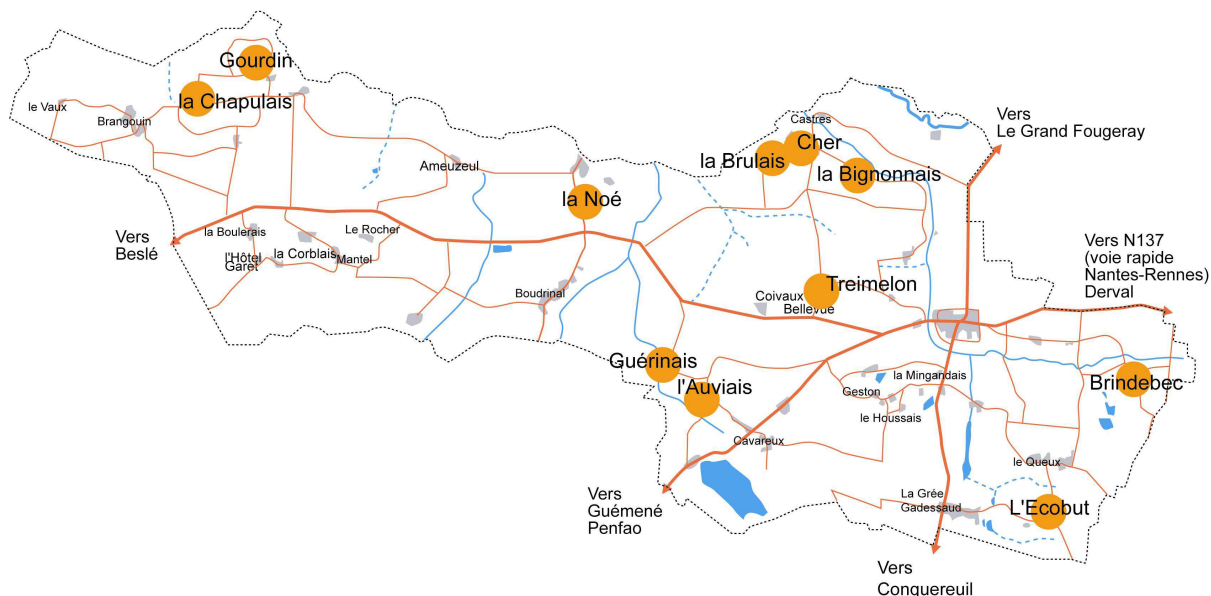 Gourdin
la Chapulais
le Vaux
Brangouin
Castres
Vers
Le Grand Fougeray
Cher
la Brulais
la Bignonnais
Ameuzeul
la Noé
Vers
Beslé
la Boulerais
Le Rocher
l'Hôtel
Garet
la Corblais
Mantel
Vers N137
(voie rapide
Nantes-Rennes)
Derval
Boudrinal
Coivaux
Bellevue
Treimelon
Guérinais
l'Auviais
la Mingandais
Geston
le Houssais
Brindebec
Cavareux
le Queux
Vers
Guémené
Penfao
La Grée
Gadessaud
L'Ecobut
Vers
Conquereuil